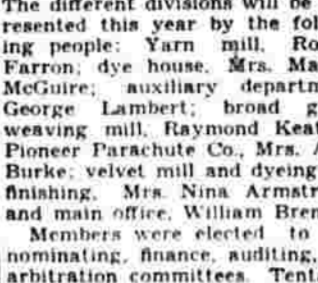 The different divisions will be
resented this year by the fol
ing people: Yarn mill, Ro
Farron; dye house, Mrs. Ma
McGuire; auxiliary departm
George Lambert; broad g
weaving mill, Raymond Keat
Pioneer Parachute Co., Mrs. A
Burke; velvet mill and dyeing
finishing, Mrs. Nina Armstr
and main office, William Bren
Members were elected to
nominating, finance, auditing,
arbitration committees. Tent